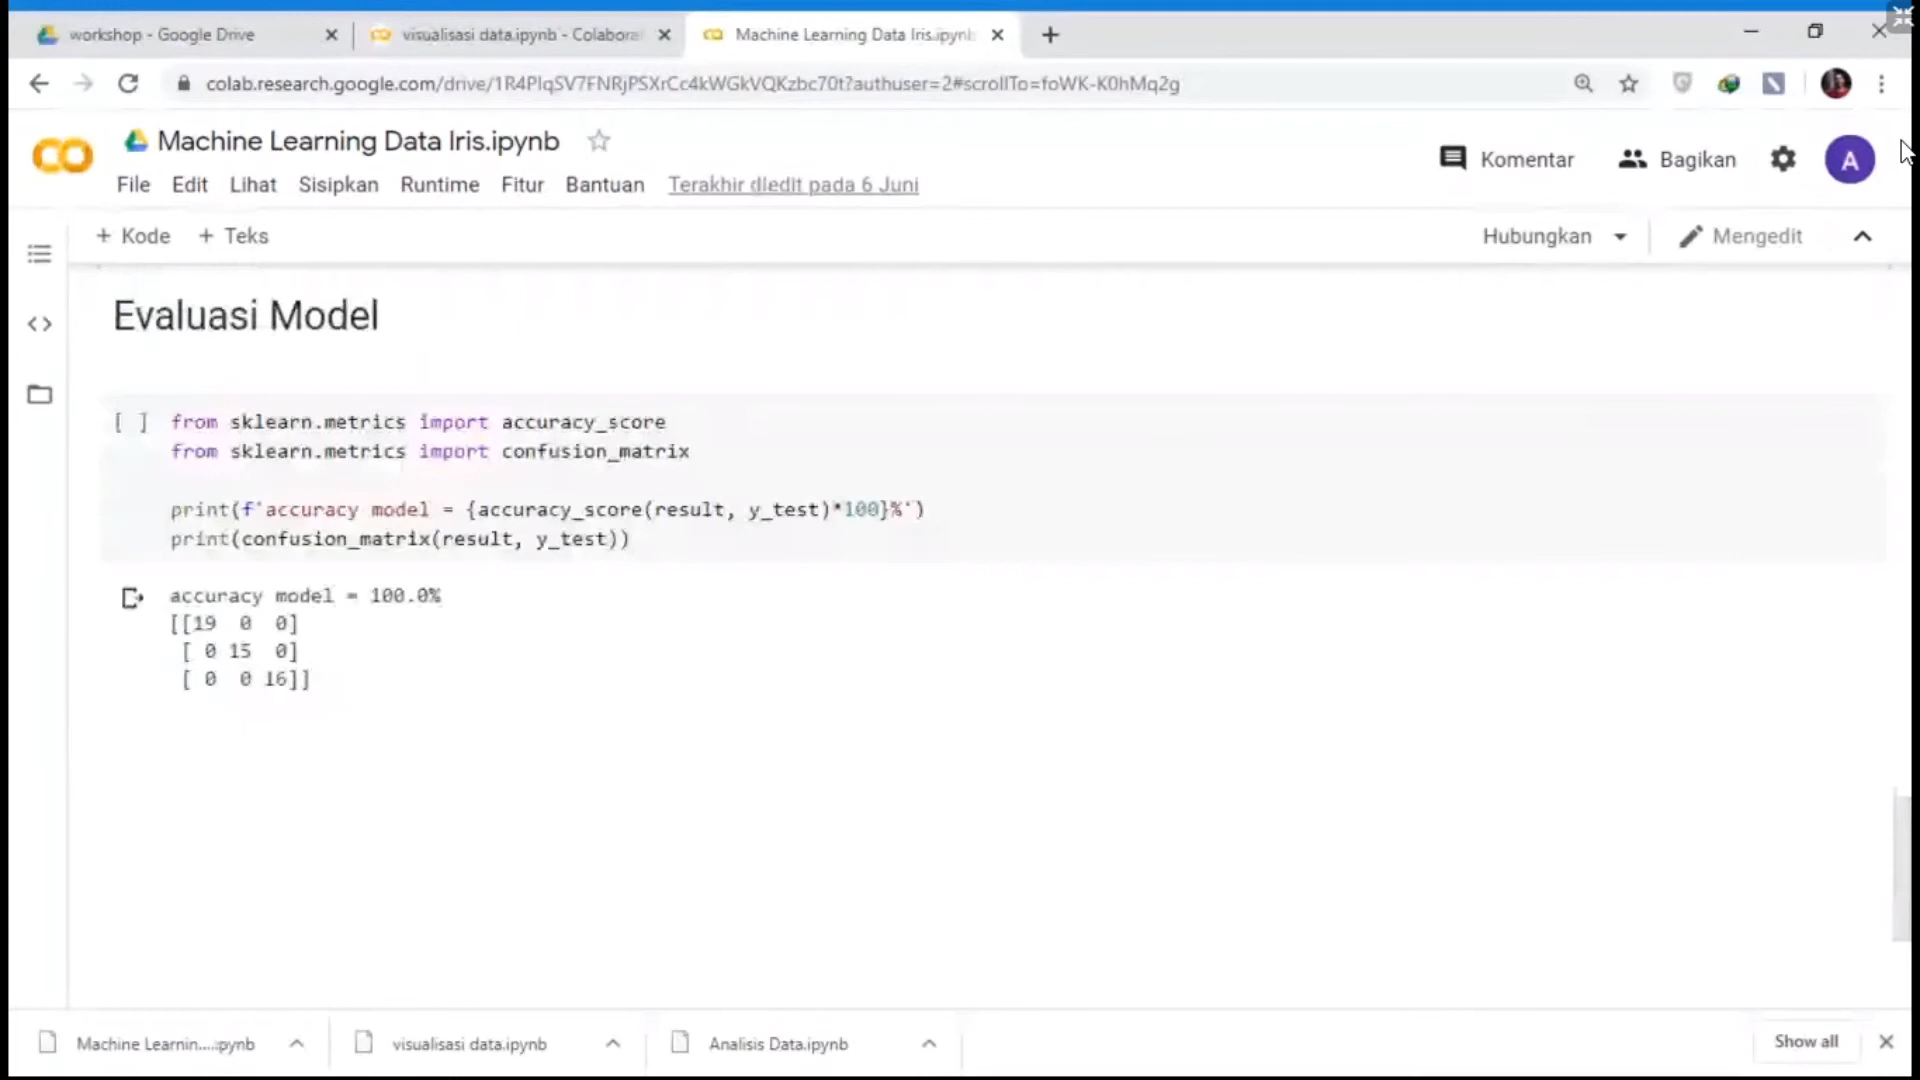 workshop - Google Drive
visualisasi data.ipynb - Colabora
Machine Learning Data Iris.ipynb
colab.research.google.com/drive/1R4PlqSV7FNRjPSXrCc4kWGkVQKzbc70t?authuser=2#scrollTo=foWK-K0hMq2g
Machine Learning Data Iris.ipynb
Komentar
Bagikan
A
File Edit Lihat Sisipkan Runtime Fitur Bantuan Terakhir diedit pada 6 Juni
+ Kode + Teks
Hubungkan
Mengedit
Evaluasi Model
[ ] from sklearn.metrics import accuracy_score
from sklearn.metrics import confusion_matrix
print(f'accuracy model = {accuracy_score(result, y_test)*100}%')
print(confusion_matrix(result, y_test))
accuracy model = 100.0%
[[19 0 0]
[ 0 15 0]
[ 0 0 16]]
Machine Learnin....ipynb
visualisasi data.ipynb
Analisis Data.ipynb
Show all